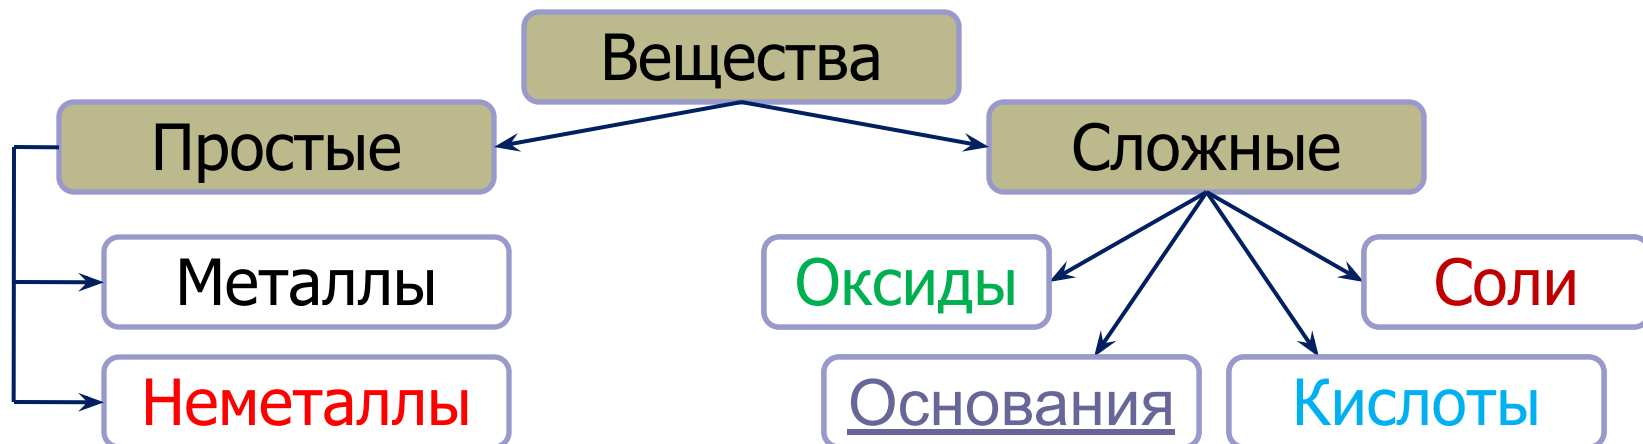 Вещества
Простые
Сложные
Металлы
Оксиды
Соли
Неметаллы
Основания
Кислоты